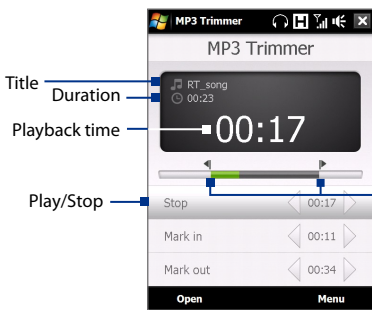 MP3 Trimmer
H
MP3 Trimmer
Title
RT_song
Duration
00:23
Playback time
00:17
Play/Stop
Stop
00:17
Mark in
00:11
Mark out
00:34
Open
Menu